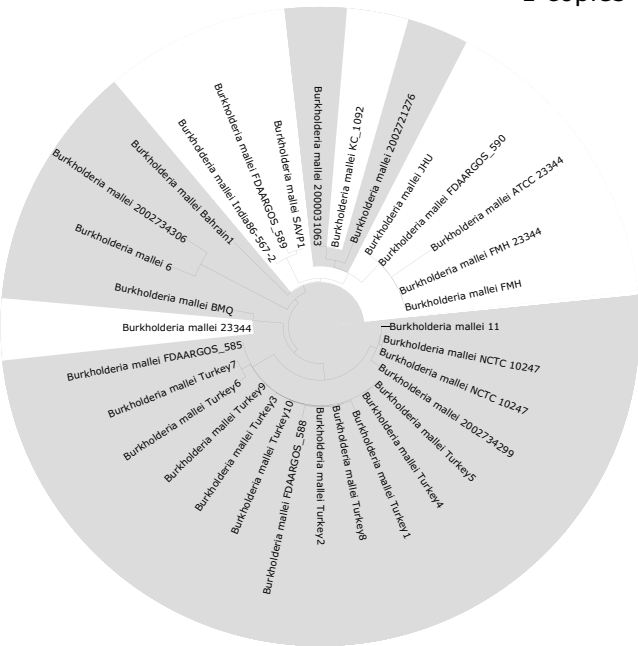 Burkholderia mallei 2000031063
Burkholderia mallei KC_1092
Burkholderia mallei 2002721276
Burkholderia mallei JHU
Burkholderia mallei FDAARGOS_590
Burkholderia mallei ATCC 23344
Burkholderia mallei FMH 23344
Burkholderia mallei FMH
Burkholderia mallei 11
Burkholderia mallei NCTC 10247
Burkholderia mallei NCTC 10247
Burkholderia mallei 2002734299
Burkholderia mallei Turkey5
Burkholderia mallei Turkey4
Burkholderia mallei Turkey1
Burkholderia mallei Turkey8
Burkholderia mallei Turkey2
Burkholderia mallei FDAARGOS_588
Burkholderia mallei Turkey10
Burkholderia mallei Turkey3
Burkholderia mallei Turkey9
Burkholderia mallei Turkey6
Burkholderia mallei Turkey7
Burkholderia mallei FDAARGOS_585
Burkholderia mallei 23344
Burkholderia mallei BMQ
Burkholderia mallei 6
Burkholderia mallei 2002734306
Burkholderia mallei Bahrain1
Burkholderia mallei India86-567-2
Burkholderia mallei FDAARGOS_589
Burkholderia mallei SAVP1